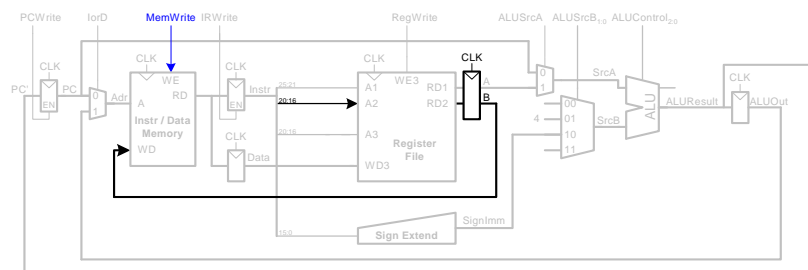 PCWrite IorD MemWrite IRWrite RegWrite ALUSrcA ALUSrcB1:0 ALUControl2:0
CLK CLK CLK CLK CLK CLK
PC' PC EN 0 1 Adr
WE A RD Instr / Data Memory WD
EN Instr 25:21 20:16 20:16 15:0
CLK Data
A1 A2 A3 WD3 WE3 RD1 RD2 Register File
A B
0 1 SrcA
4 00 01 10 11 SrcB
ALU ALUResult ALUOut
SignImm
Sign Extend